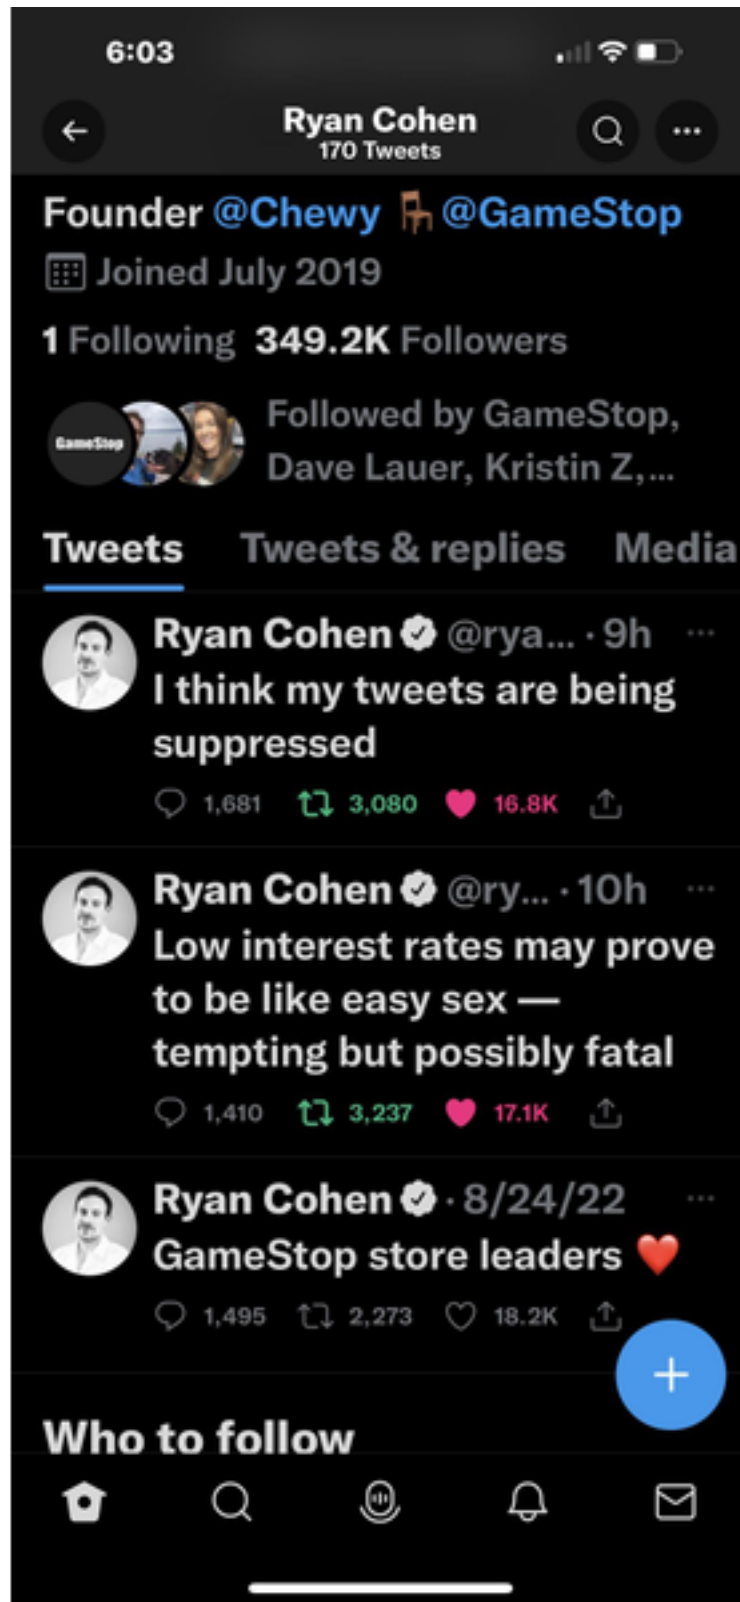 6:03
Ryan Cohen
170 Tweets
Founder @Chewy 🪑@GameStop
Joined July 2019
1 Following 349.2K Followers
GameStop
Followed by GameStop,
Dave Lauer, Kristin Z,...
Tweets Tweets & replies Media
Ryan Cohen @rya... · 9h
I think my tweets are being
suppressed
1,681 3,080 16.8K
Ryan Cohen @ry... · 10h
Low interest rates may prove
to be like easy sex —
tempting but possibly fatal
1,410 3,237 17.1K
Ryan Cohen · 8/24/22
GameStop store leaders ❤️
1,495 2,273 18.2K
Who to follow